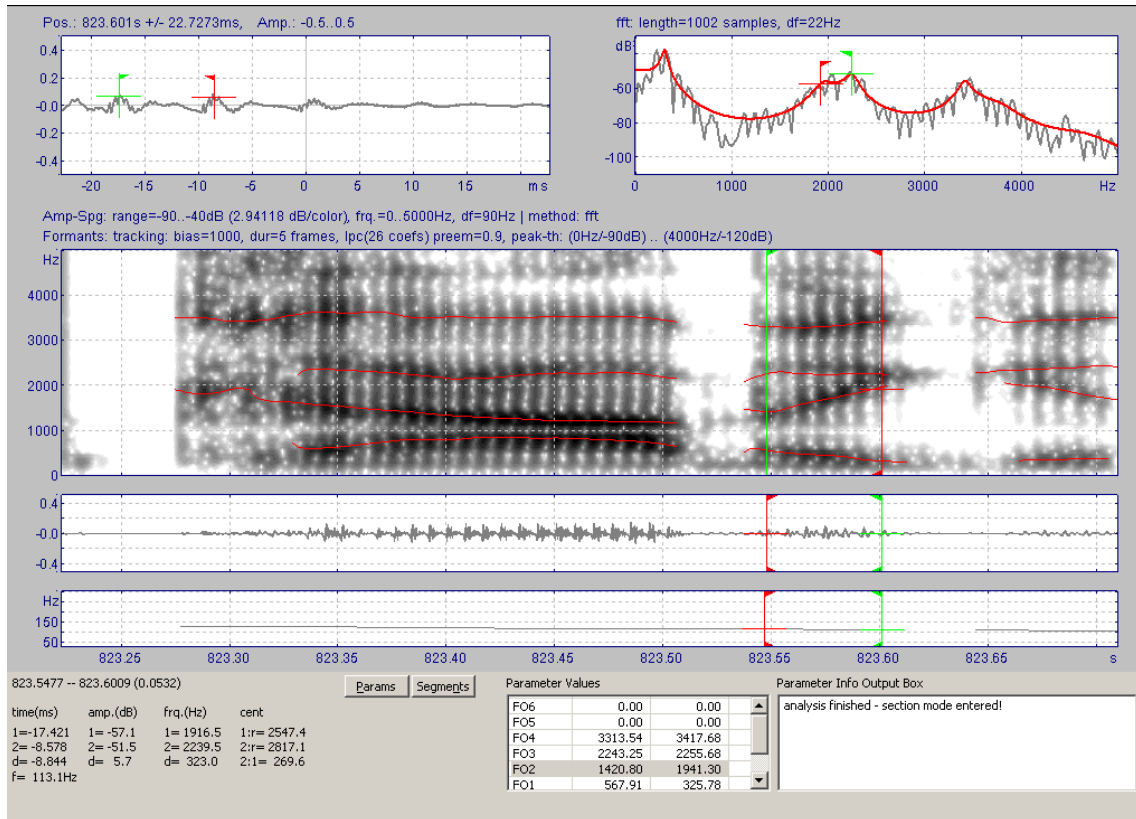 Pos.: 823.601s +/- 22.7273ms, Amp.: -0.5..0.5
0.4
0.2
-0.0
-0.2
-0.4
-20 -15 -10 -5 0 5 10 15 ms
fft: length=1002 samples, df=22Hz
dB
-60
-80
-100
0 1000 2000 3000 4000 Hz
Amp-Spg: range=-90..-40dB (2.94118 dB/color), frq.=0..5000Hz, df=90Hz | method: fft
Formants: tracking: bias=1000, dur=5 frames, lpc(26 coefs) preem=0.9, peak-th: (0Hz/-90dB) .. (4000Hz/-120dB)
Hz
4000
3000
2000
1000
0
0.4
-0.0
-0.4
Hz
150
50
823.25 823.30 823.35 823.40 823.45 823.50 823.55 823.60 823.65 s
823.5477 -- 823.6009 (0.0532)
Params Segments
time(ms) amp.(dB) frq.(Hz) cent
1=-17.421 1= -57.1 1= 1916.5 1:r= 2547.4
2= -8.578 2= -51.5 2= 2239.5 2:r= 2817.1
d= -8.844 d= 5.7 d= 323.0 2:1= 269.6
f= 113.1Hz
Parameter Values
FO6 0.00 0.00
FO5 0.00 0.00
FO4 3313.54 3417.68
FO3 2243.25 2255.68
FO2 1420.80 1941.30
FO1 567.91 325.78
Parameter Info Output Box
analysis finished - section mode entered!